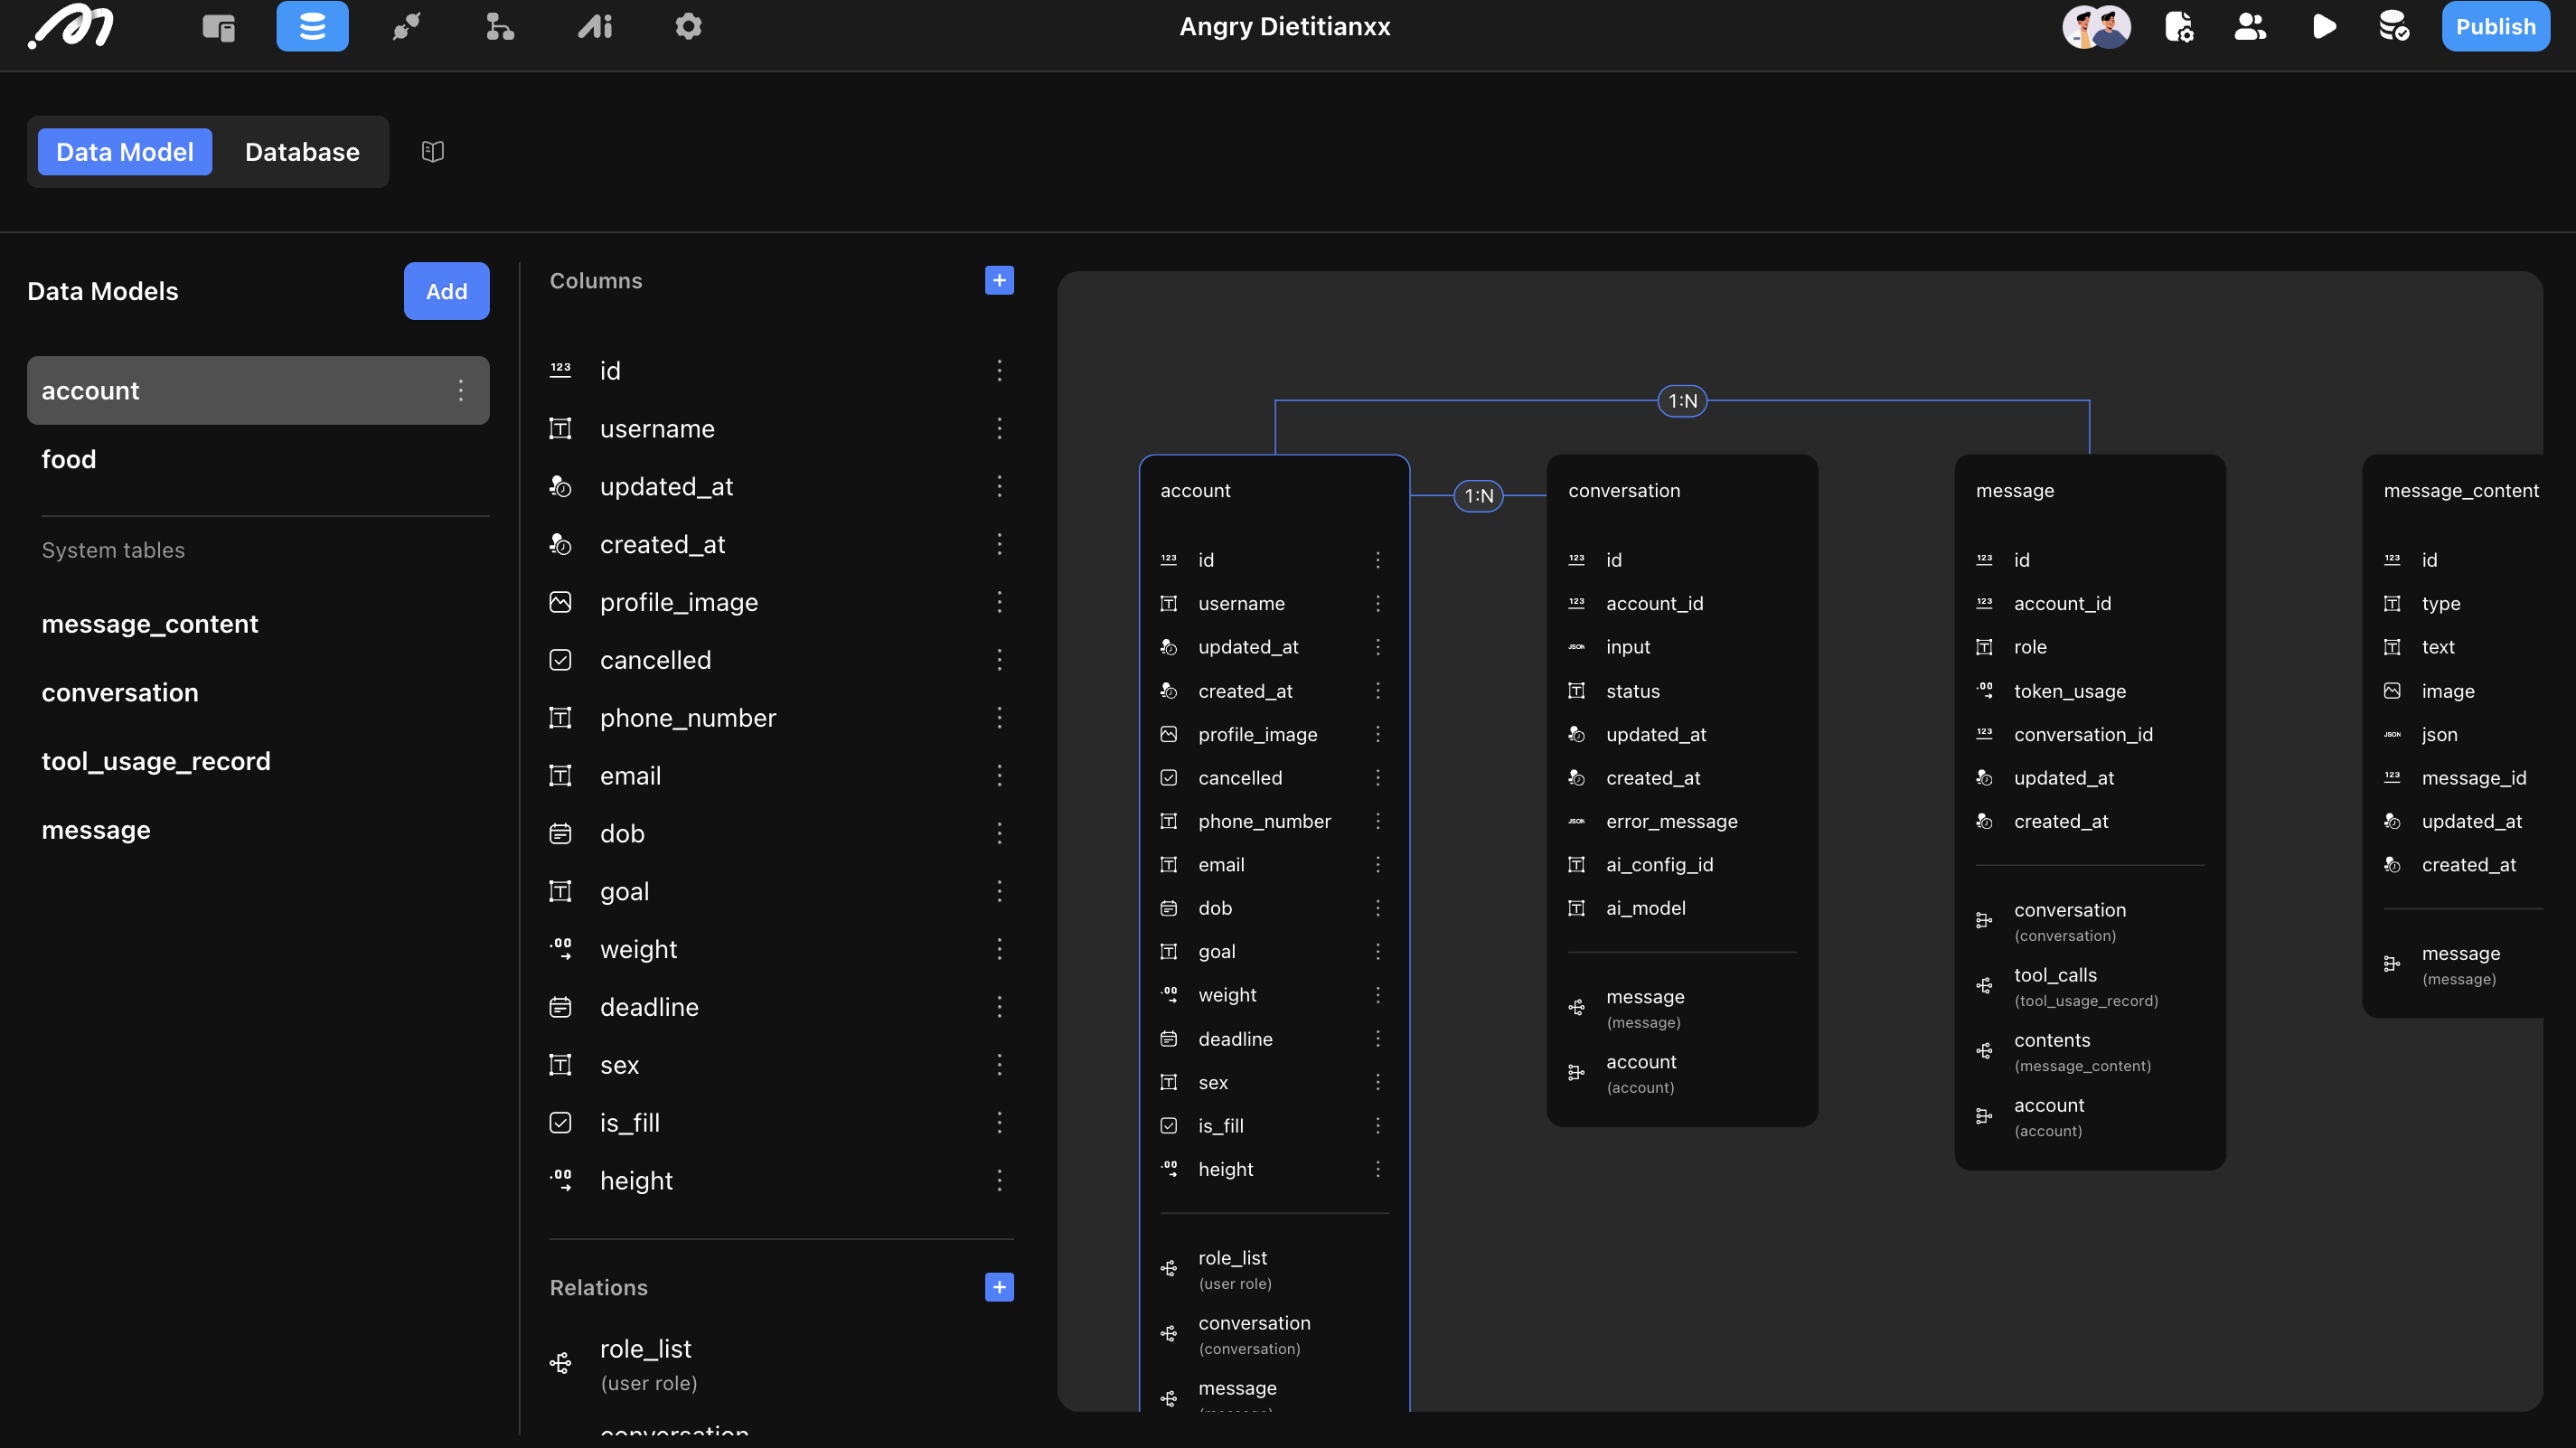 Angry Dietitianxx
Publish
Data Model
Database
Data Models
Add
account
food
System tables
message_content
conversation
tool_usage_record
message
Columns
id
username
updated_at
created_at
profile_image
cancelled
phone_number
email
dob
goal
weight
deadline
sex
is_fill
height
Relations
role_list
(user role)
conversation
1:N
1:N
account
id
username
updated_at
created_at
profile_image
cancelled
phone_number
email
dob
goal
weight
deadline
sex
is_fill
height
role_list
(user role)
conversation
(conversation)
message
(message)
conversation
id
account_id
input
status
updated_at
created_at
error_message
ai_config_id
ai_model
message
(message)
account
(account)
message
id
account_id
role
token_usage
conversation_id
updated_at
created_at
conversation
(conversation)
tool_calls
(tool_usage_record)
contents
(message_content)
account
(account)
message_content
id
type
text
image
json
message_id
updated_at
created_at
message
(message)